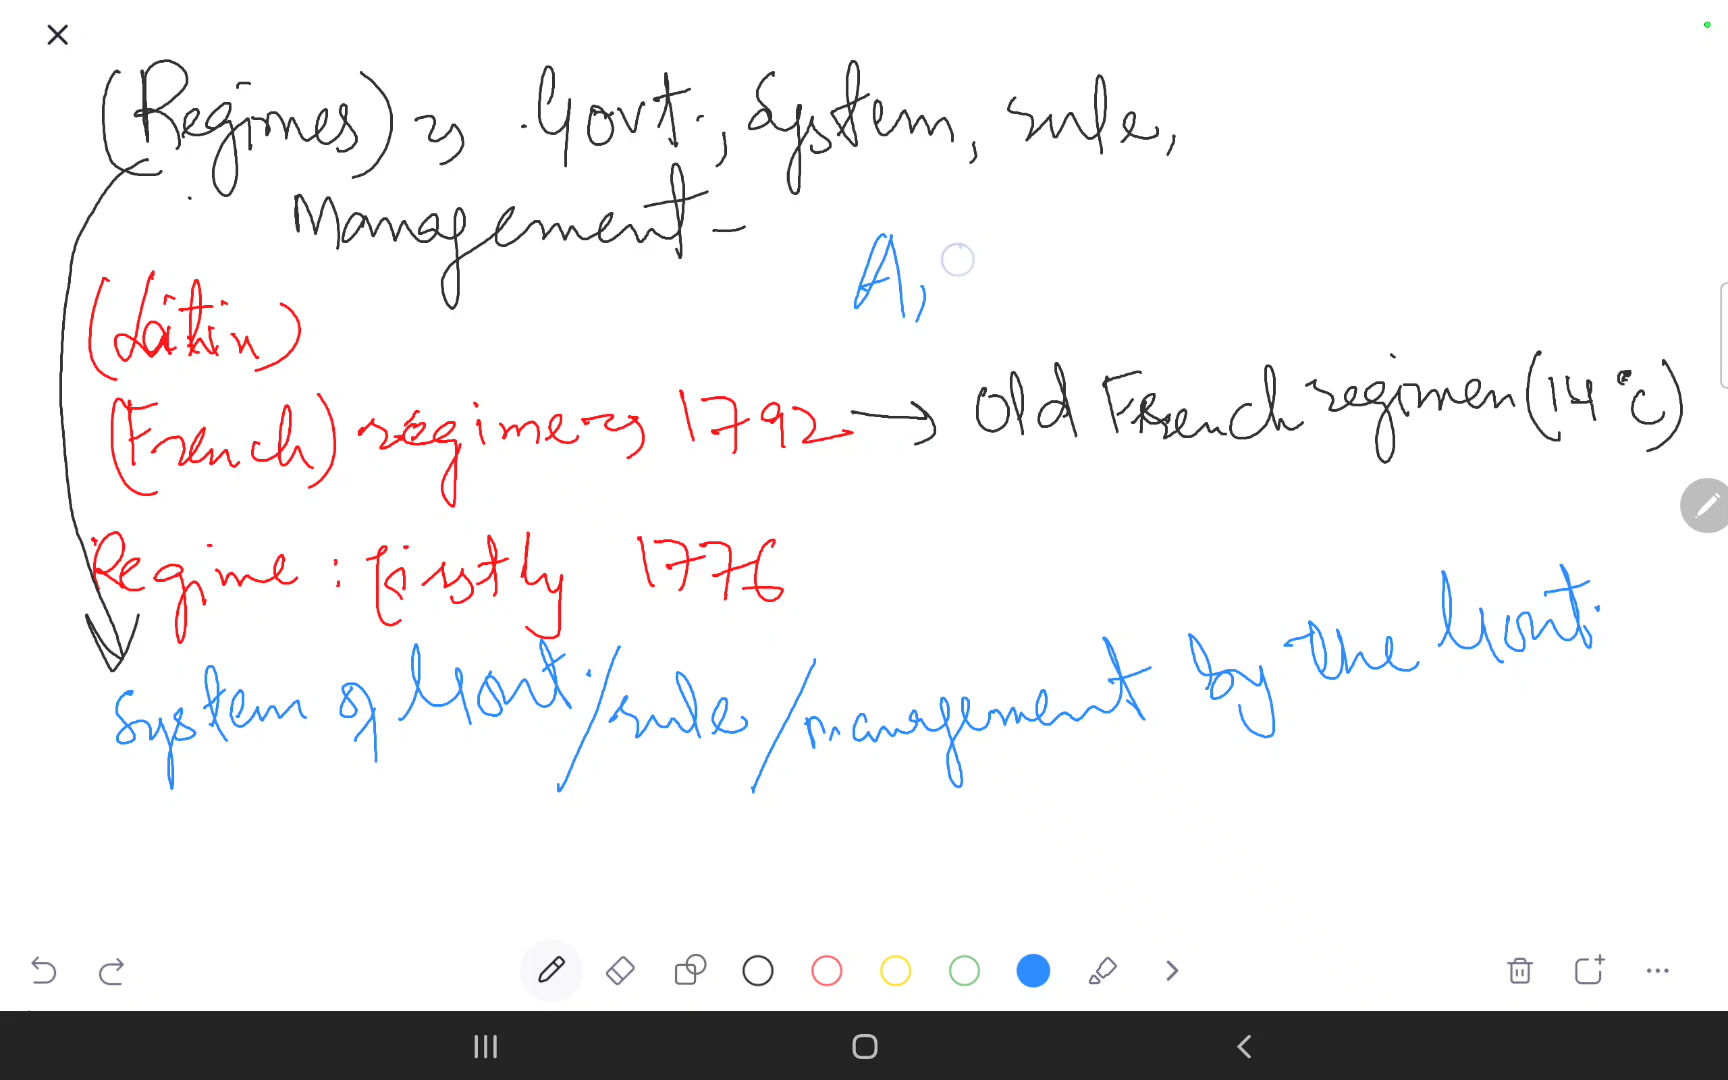 (Regimes) → Govt., System, rule,
Management -
A,
(Latin)
(French) regime → 1792 → Old French regimen (14°C)
Regime : firstly 1776
System of Govt. / rule / management by the Govt.